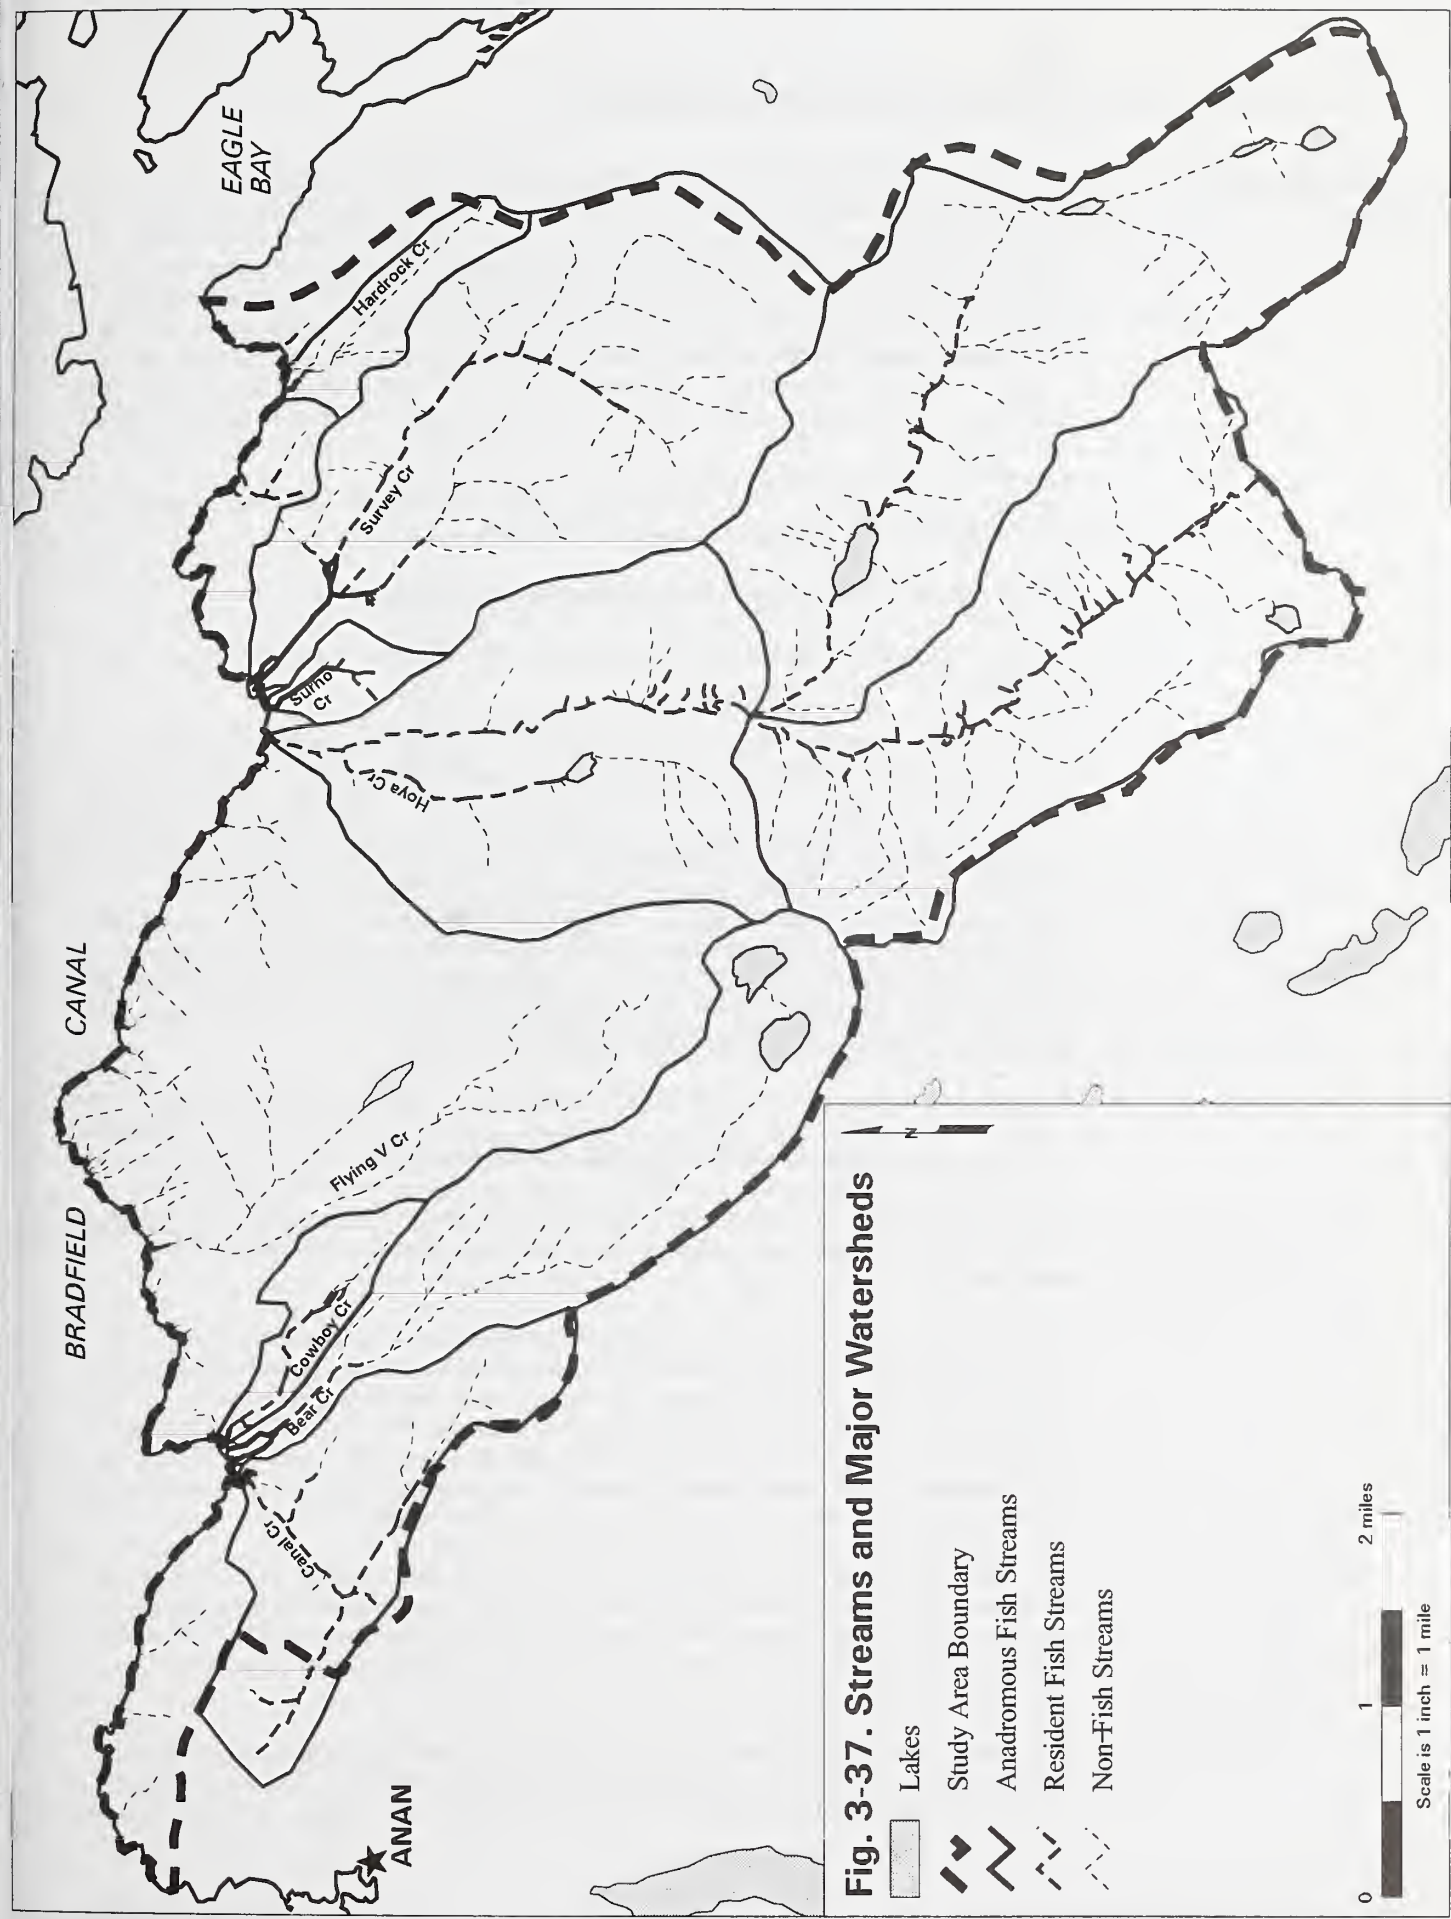 BRADFIELD CANAL
EAGLE
BAY
Hardrock Cr
Survey Cr
Surno
Cr
Hoya Cr
Flying V Cr
Cowboy Cr
Bear Cr
Canal Cr
ANAN
Fig. 3-37. Streams and Major Watersheds
N
Lakes
Study Area Boundary
Anadromous Fish Streams
Resident Fish Streams
Non-Fish Streams
0 1 2 miles
Scale is 1 inch = 1 mile